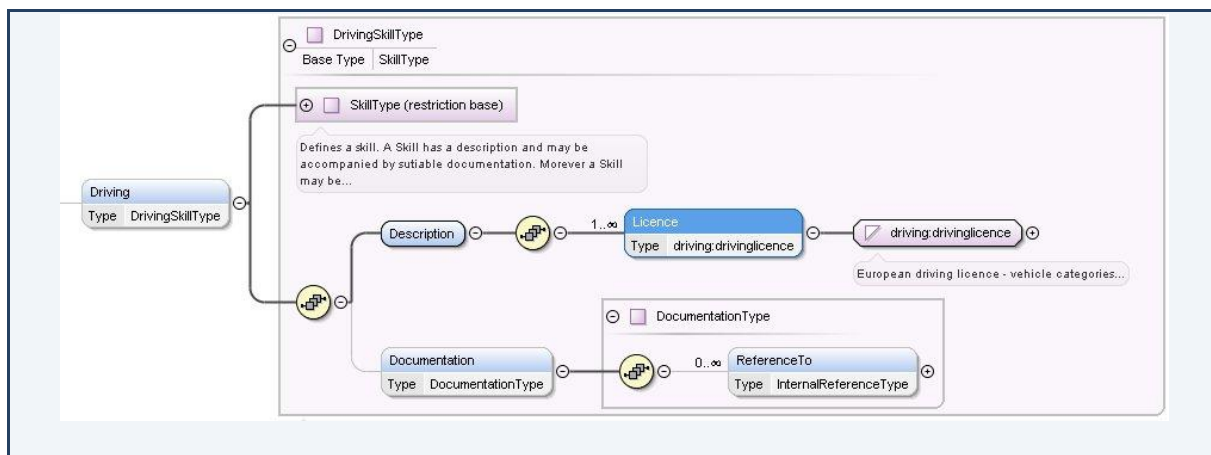 DrivingSkillType
Base Type SkillType
SkillType (restriction base)
Defines a skill. A Skill has a description and may be
accompanied by sutiable documentation. Morever a Skill
may be...
Driving
Type DrivingSkillType
Description
1..∞
Licence
Type driving:drivinglicence
driving:drivinglicence
European driving licence - vehicle categories...
DocumentationType
Documentation
Type DocumentationType
0..∞
ReferenceTo
Type InternalReferenceType